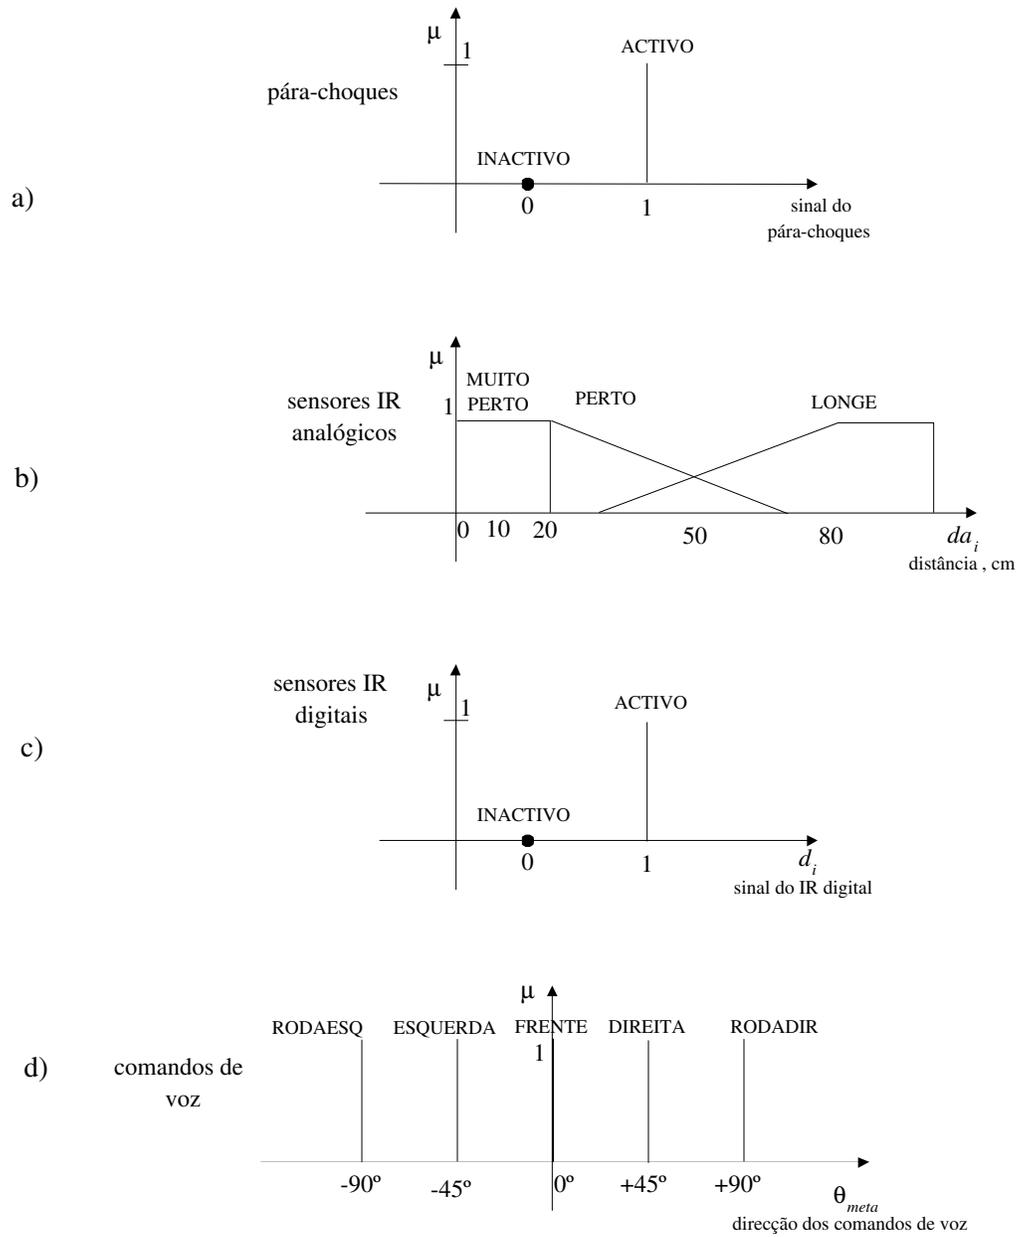 a)
pára-choques
μ
1
ACTIVO
INACTIVO
0
1
sinal do
pára-choques
b)
sensores IR
analógicos
μ
1
MUITO
PERTO
PERTO
LONGE
0 10 20 50 80
da i
distância , cm
c)
sensores IR
digitais
μ
1
ACTIVO
INACTIVO
0
1
d i
sinal do IR digital
d)
comandos de
voz
μ
RODAESQ ESQUERDA FRENTE DIREITA RODADIR
1
-90º -45º 0º +45º +90º
θ meta
direcção dos comandos de voz